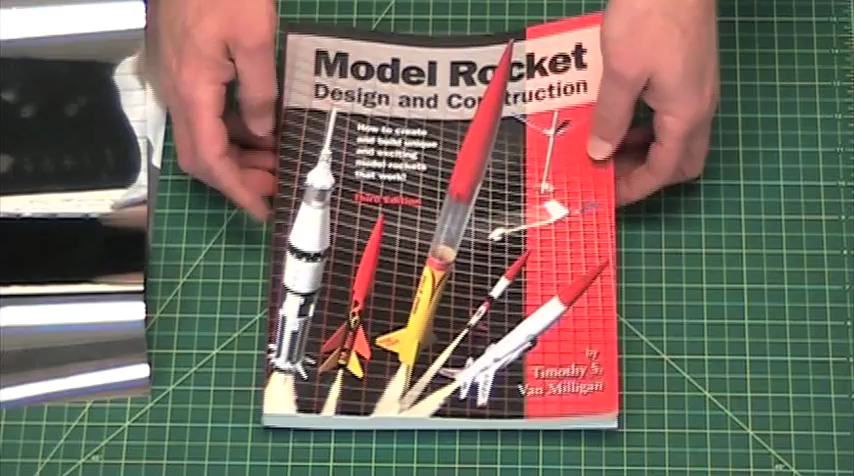 Model Rocket
Design and Construction
How to create
and build unique
and exciting
model rockets
that work!
Third Edition
by
Timothy S.
Van Milligan